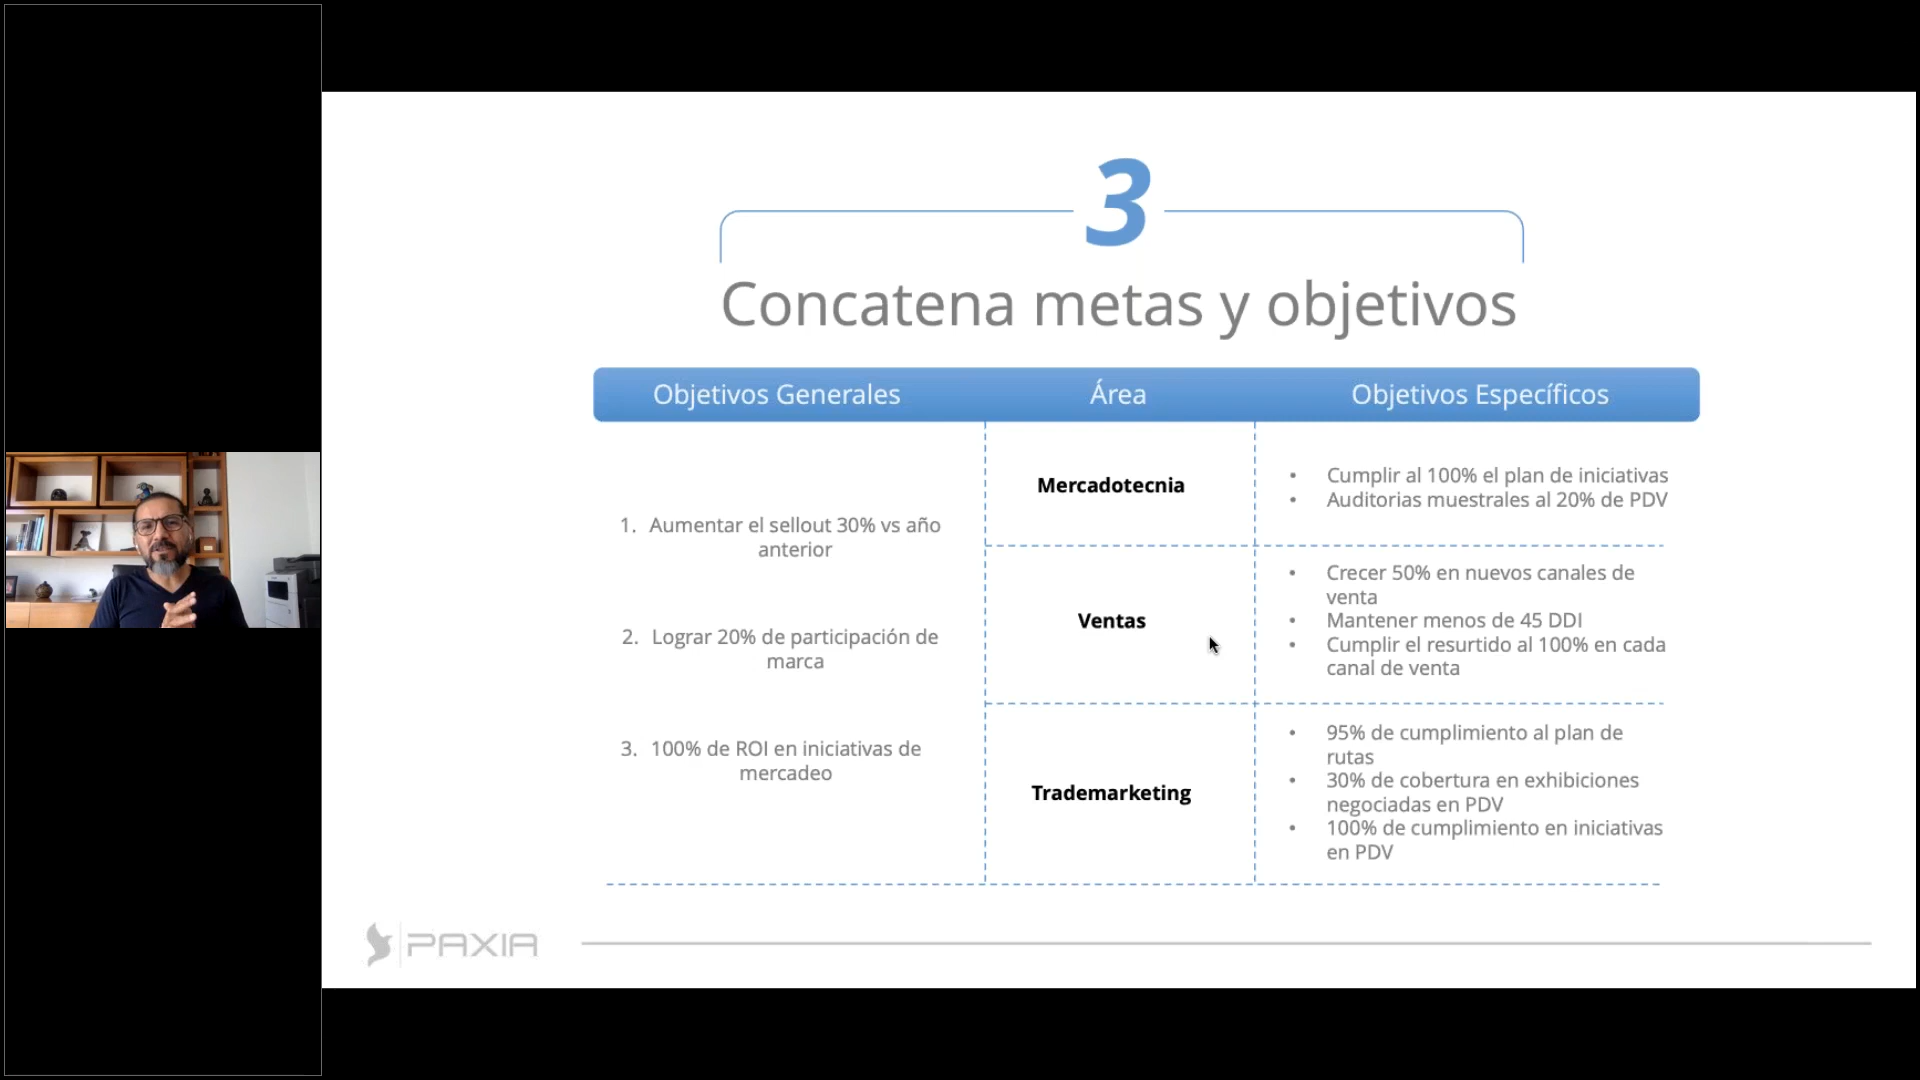 3
Concatena metas y objetivos
Objetivos Generales
Área
Objetivos Específicos
1. Aumentar el sellout 30% vs año
anterior
2. Lograr 20% de participación de
marca
3. 100% de ROI en iniciativas de
mercadeo
Mercadotecnia
• Cumplir al 100% el plan de iniciativas
• Auditorias muestrales al 20% de PDV
Ventas
• Crecer 50% en nuevos canales de
venta
• Mantener menos de 45 DDI
• Cumplir el resurtido al 100% en cada
canal de venta
Trademarketing
• 95% de cumplimiento al plan de
rutas
• 30% de cobertura en exhibiciones
negociadas en PDV
• 100% de cumplimiento en iniciativas
en PDV
PAXIA